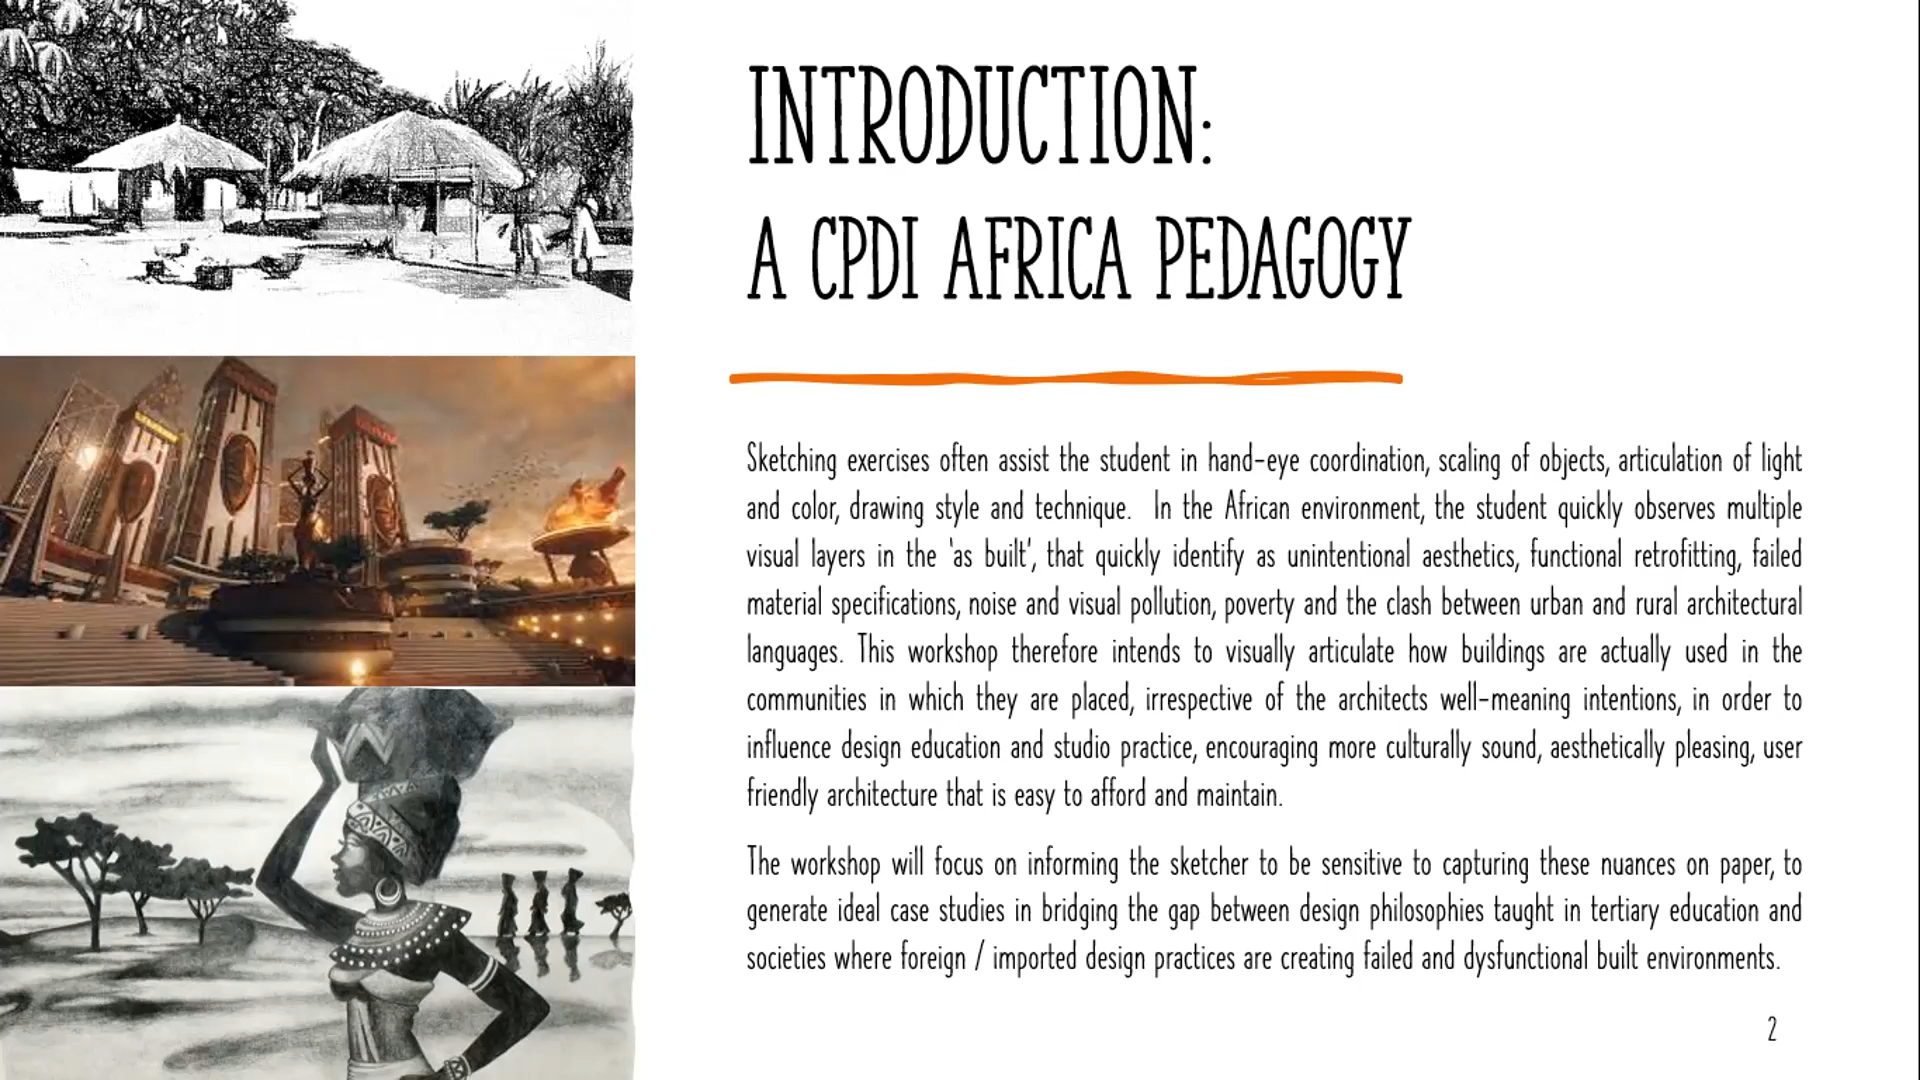 INTRODUCTION:
A CPDI AFRICA PEDAGOGY
Sketching exercises often assist the student in hand-eye coordination, scaling of objects, articulation of light
and color, drawing style and technique.  In the African environment, the student quickly observes multiple
visual layers in the ‘as built’, that quickly identify as unintentional aesthetics, functional retrofitting, failed
material specifications, noise and visual pollution, poverty and the clash between urban and rural architectural
languages. This workshop therefore intends to visually articulate how buildings are actually used in the
communities in which they are placed, irrespective of the architects well-meaning intentions, in order to
influence design education and studio practice, encouraging more culturally sound, aesthetically pleasing, user
friendly architecture that is easy to afford and maintain.
The workshop will focus on informing the sketcher to be sensitive to capturing these nuances on paper, to
generate ideal case studies in bridging the gap between design philosophies taught in tertiary education and
societies where foreign / imported design practices are creating failed and dysfunctional built environments.
2